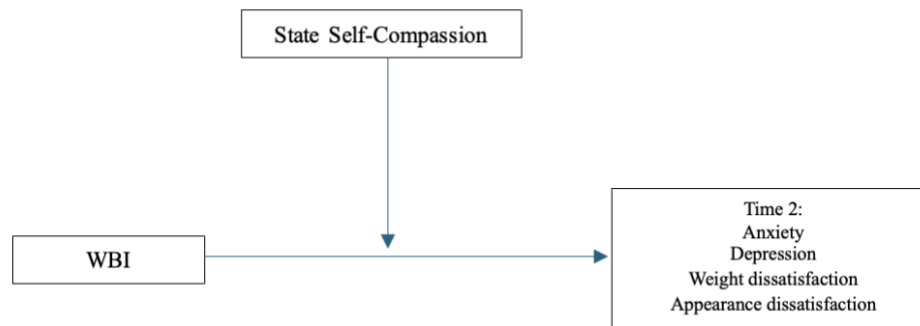 State Self-Compassion
WBI
Time 2:
Anxiety
Depression
Weight dissatisfaction
Appearance dissatisfaction